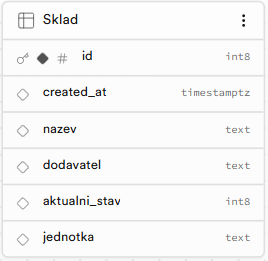 Sklad
# id int8
created_at timestamptz
nazev text
dodavatel text
aktualni_stav int8
jednotka text